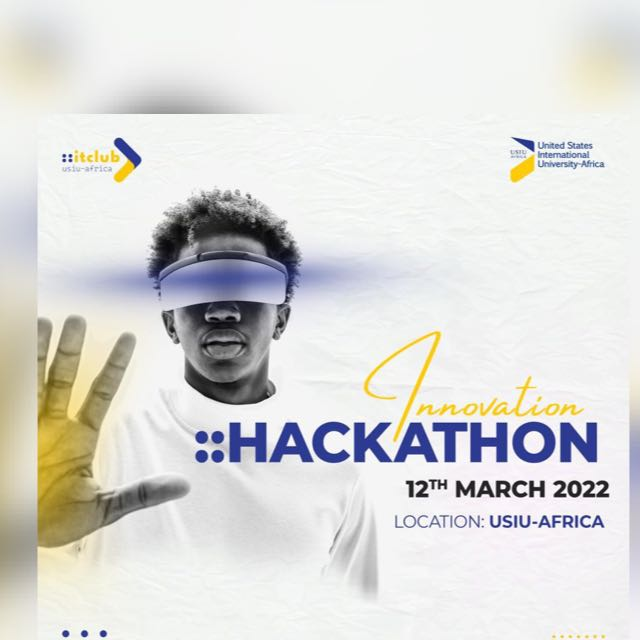 ::itclub
usiu-africa
USIU
AFRICA
United States
International
University-Africa
Innovation
::HACKATHON
12TH MARCH 2022
LOCATION: USIU-AFRICA